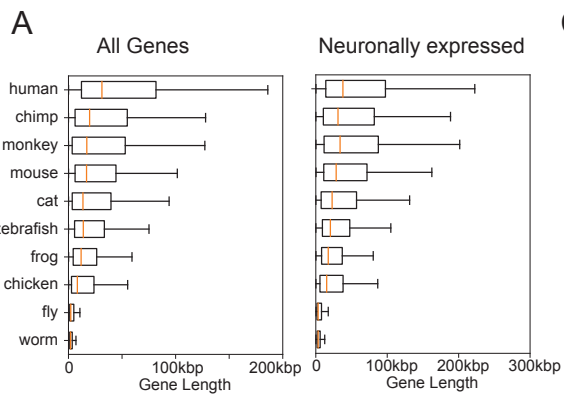 A
All Genes
Neuronally expressed
human
chimp
monkey
mouse
cat
zebrafish
frog
chicken
fly
worm
0 100kbp 200kbp
Gene Length
0 100kbp 200kbp 300kbp
Gene Length